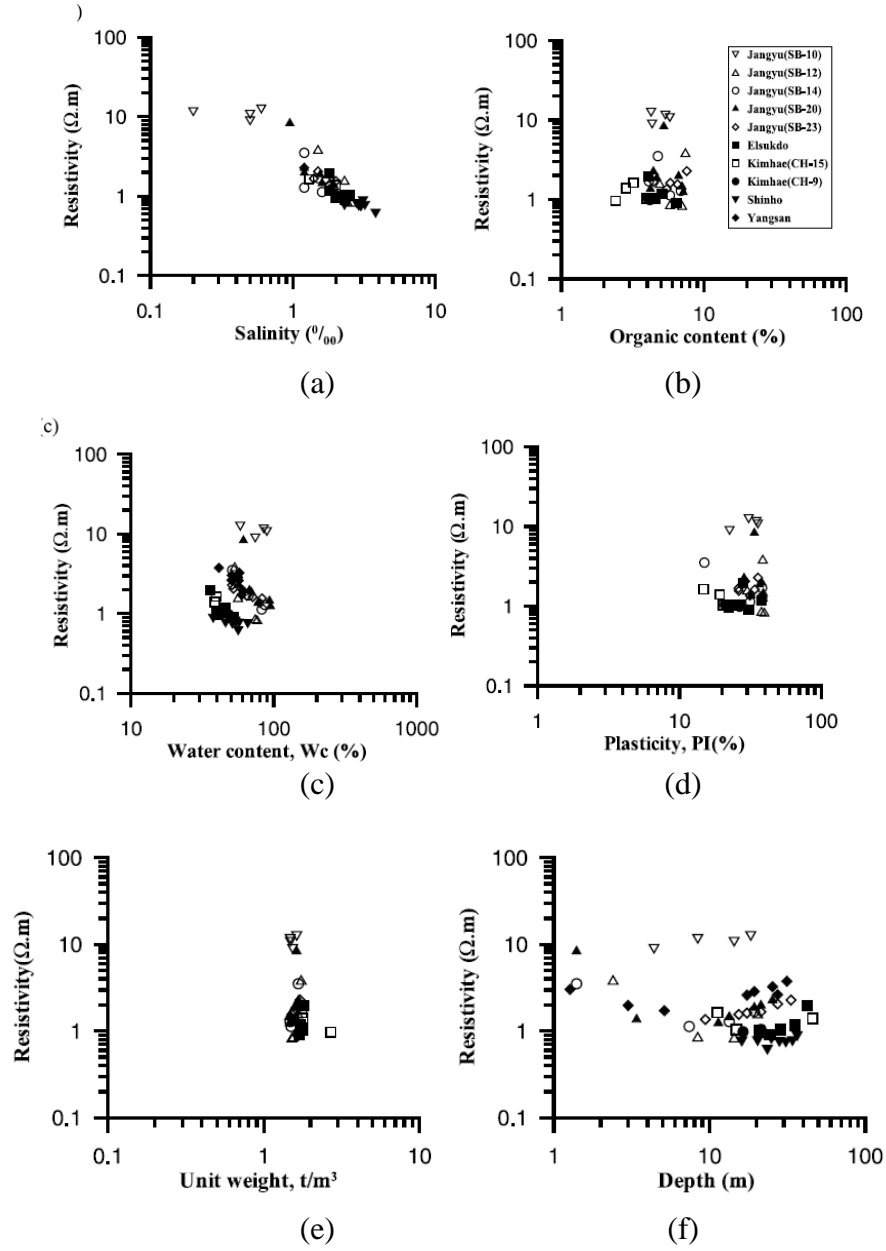 )
100
10
1
0.1
Resistivity (Ω.m)
0.1 1 10
Salinity (⁰/₀₀)
(a)
100
10
1
0.1
Resistivity (Ω.m)
1 10 100
Organic content (%)
(b)
Jangyu(SB-10)
Jangyu(SB-12)
Jangyu(SB-14)
Jangyu(SB-20)
Jangyu(SB-23)
Elsukdo
Kimhae(CH-15)
Kimhae(CH-9)
Shinho
Yangsan
(c)
100
10
1
0.1
Resistivity (Ω.m)
10 100 1000
Water content, Wc (%)
(c)
100
10
1
0.1
Resistivity (Ω.m)
1 10 100
Plasticity, PI(%)
(d)
100
10
1
0.1
Resistivity(Ω.m)
0.1 1 10
Unit weight, t/m³
(e)
100
10
1
0.1
Resistivity (Ω.m)
1 10 100
Depth (m)
(f)